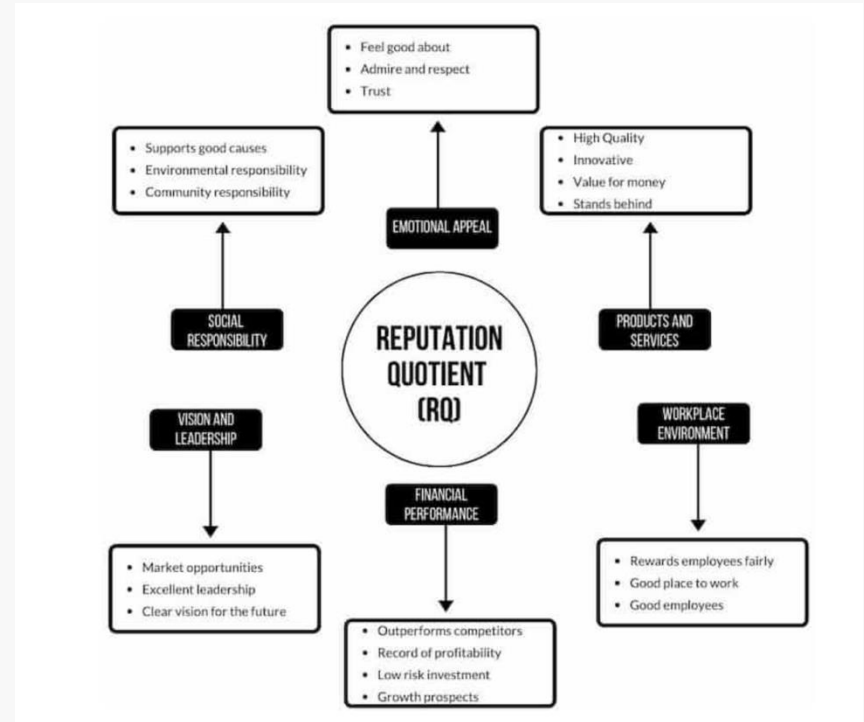 • Feel good about
• Admire and respect
• Trust
• Supports good causes
• Environmental responsibility
• Community responsibility
• High Quality
• Innovative
• Value for money
• Stands behind
EMOTIONAL APPEAL
SOCIAL
RESPONSIBILITY
PRODUCTS AND
SERVICES
REPUTATION
QUOTIENT
(RQ)
VISION AND
LEADERSHIP
WORKPLACE
ENVIRONMENT
FINANCIAL
PERFORMANCE
• Market opportunities
• Excellent leadership
• Clear vision for the future
• Rewards employees fairly
• Good place to work
• Good employees
• Outperforms competitors
• Record of profitability
• Low risk investment
• Growth prospects